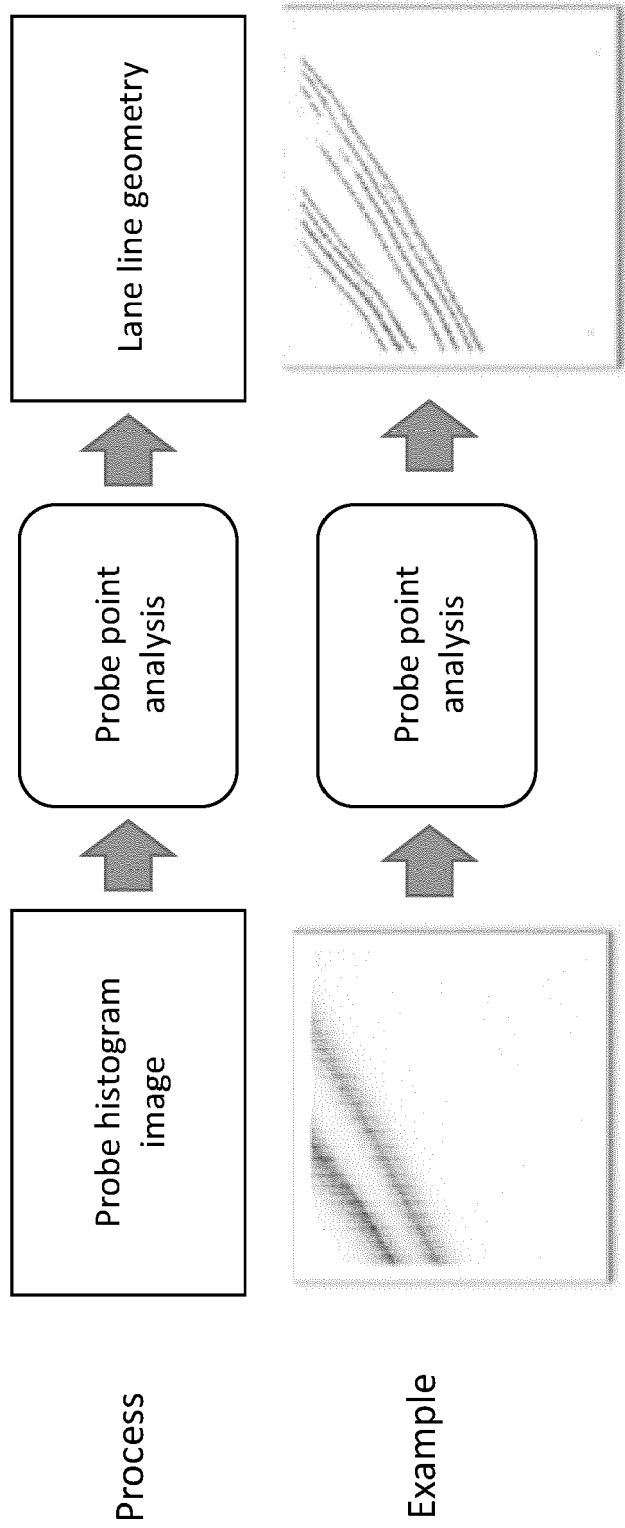 Process
Probe histogram
image
Probe point
analysis
Lane line geometry
Example
Probe point
analysis